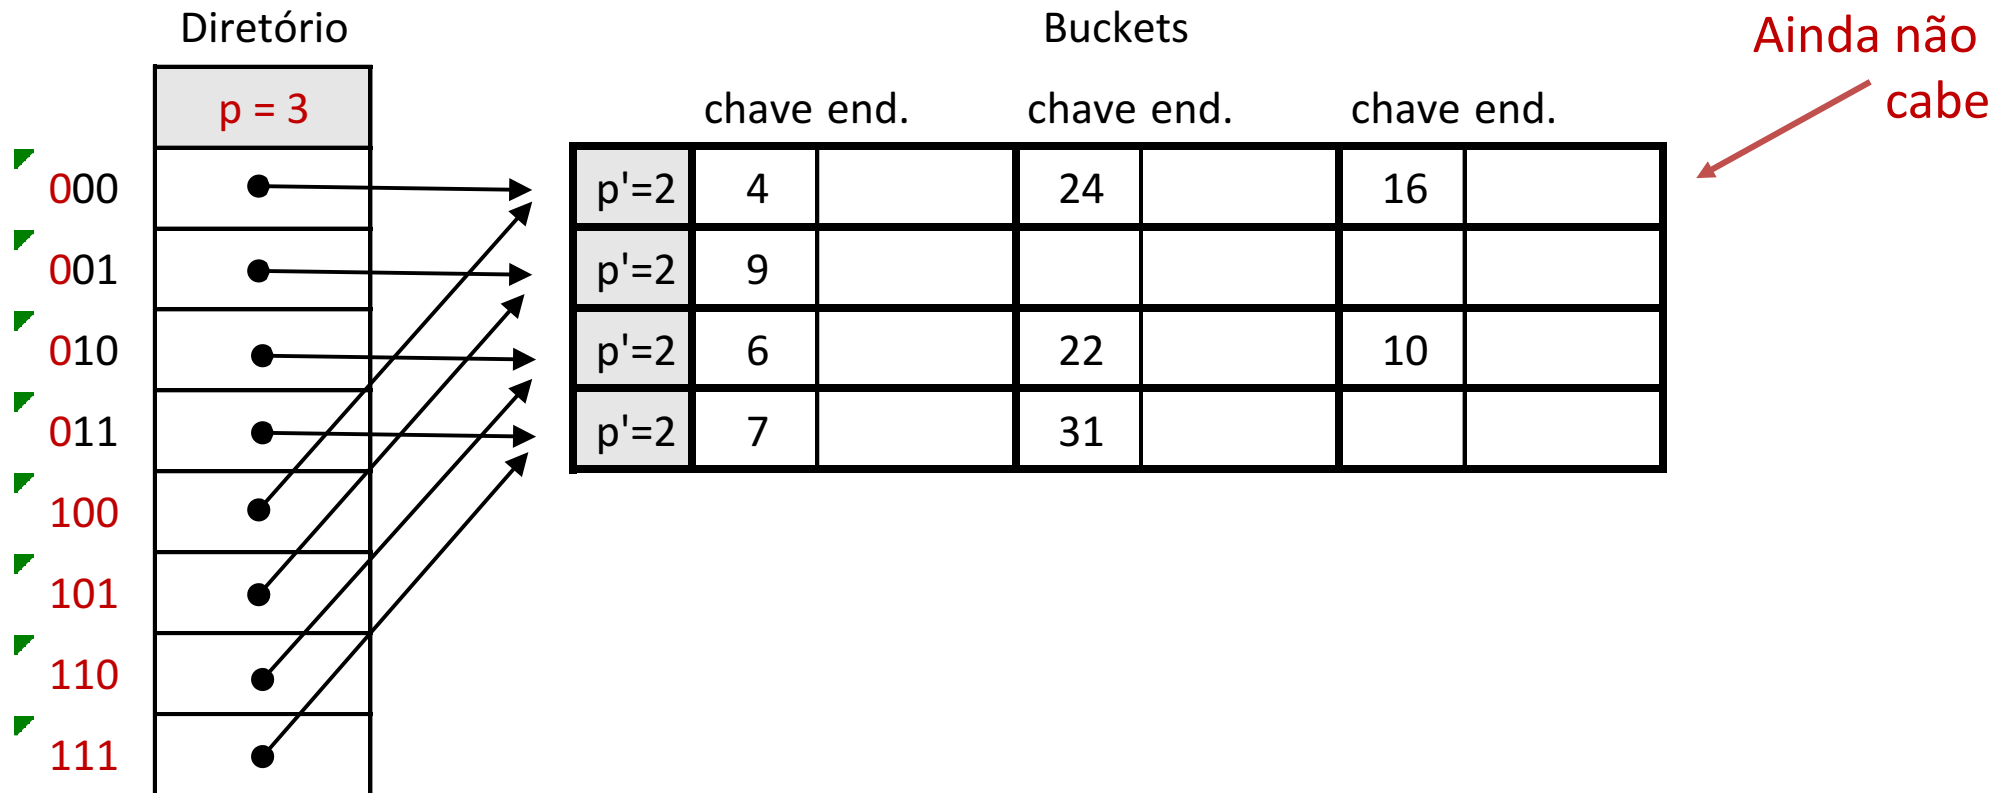 Diretório
Buckets
Ainda não
cabe
p = 3
chave end.
chave end.
chave end.
000
p'=2 4 24 16
001
p'=2 9
010
p'=2 6 22 10
011
p'=2 7 31
100
101
110
111